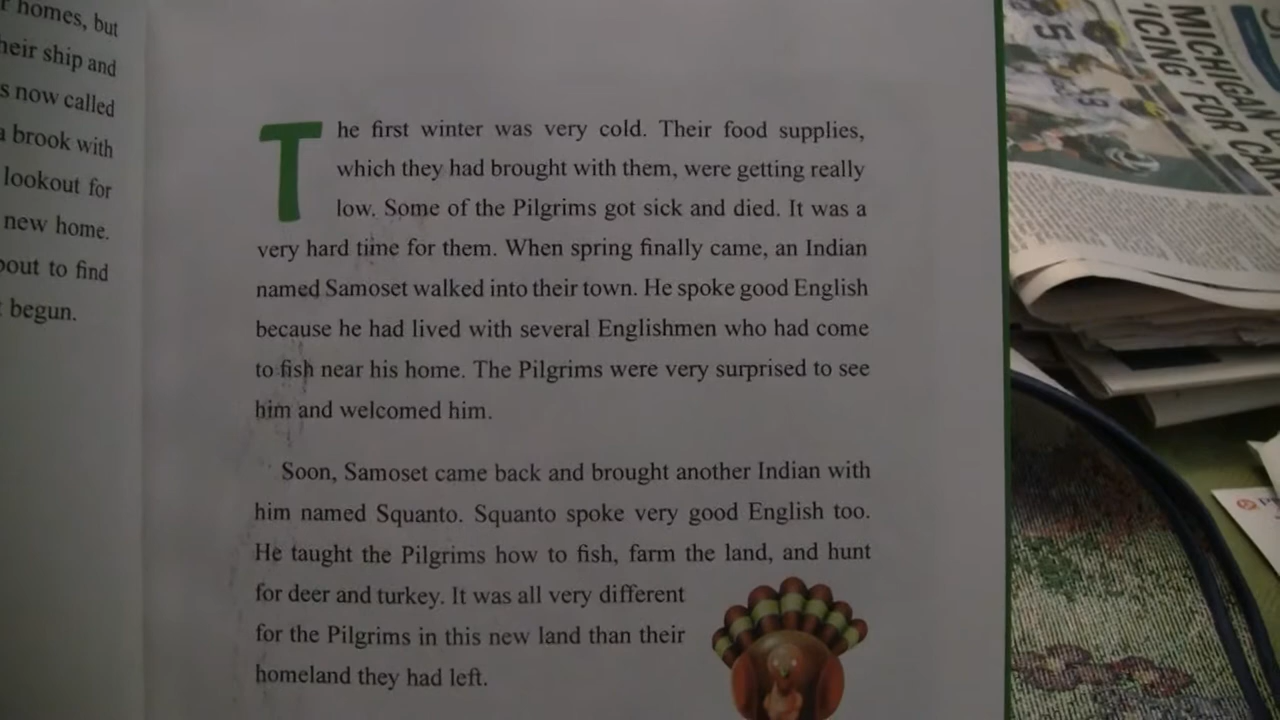 homes, but
ship and
now called
brook with
lookout for
new home.
to find
begun.
The first winter was very cold. Their food supplies,
which they had brought with them, were getting really
low. Some of the Pilgrims got sick and died. It was a
very hard time for them. When spring finally came, an Indian
named Samoset walked into their town. He spoke good English
because he had lived with several Englishmen who had come
to fish near his home. The Pilgrims were very surprised to see
him and welcomed him.
Soon, Samoset came back and brought another Indian with
him named Squanto. Squanto spoke very good English too.
He taught the Pilgrims how to fish, farm the land, and hunt
for deer and turkey. It was all very different
for the Pilgrims in this new land than their
homeland they had left.
MICHIGAN
'ICING' FOR